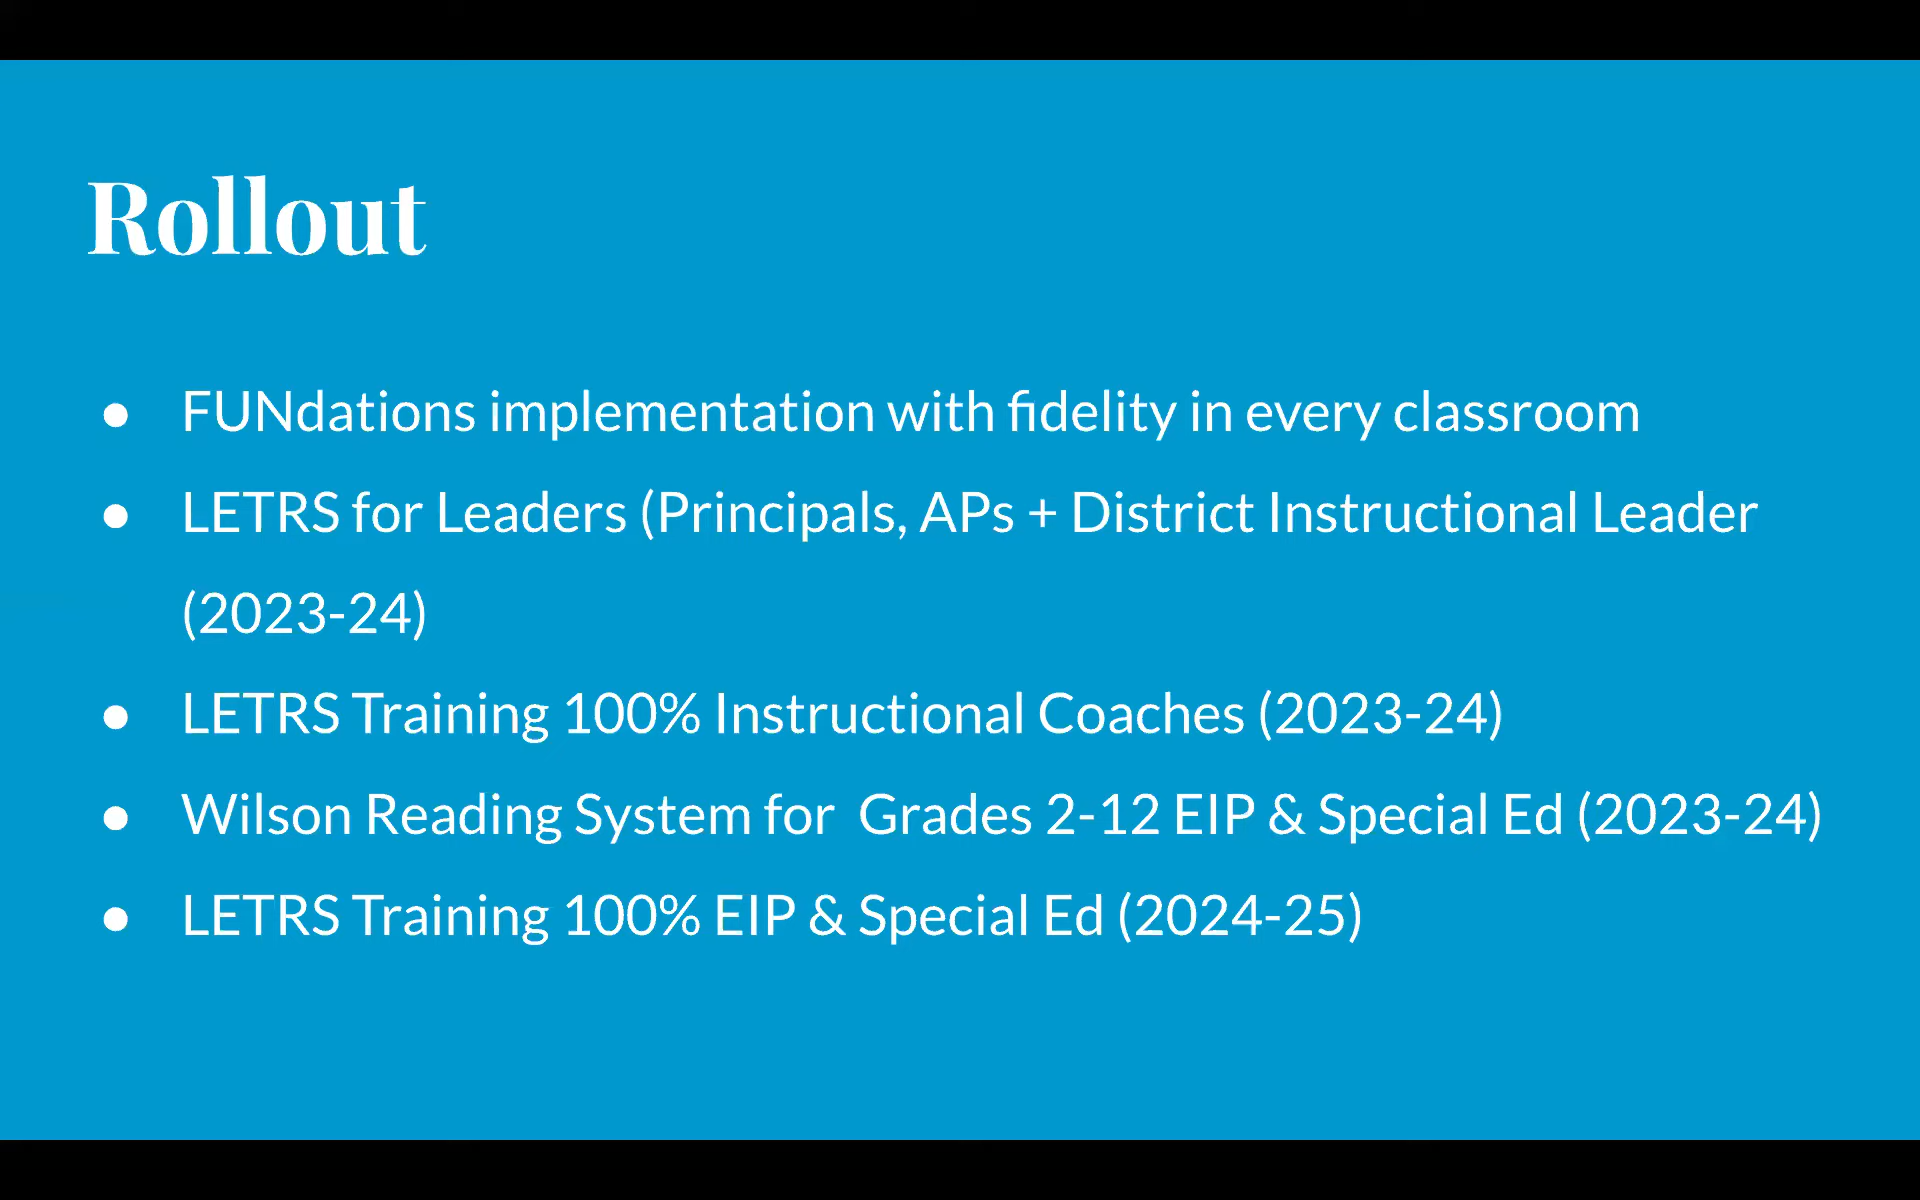 Rollout
● FUNdations implementation with fidelity in every classroom
● LETRS for Leaders (Principals, APs + District Instructional Leader
(2023-24)
● LETRS Training 100% Instructional Coaches (2023-24)
● Wilson Reading System for  Grades 2-12 EIP & Special Ed (2023-24)
● LETRS Training 100% EIP & Special Ed (2024-25)